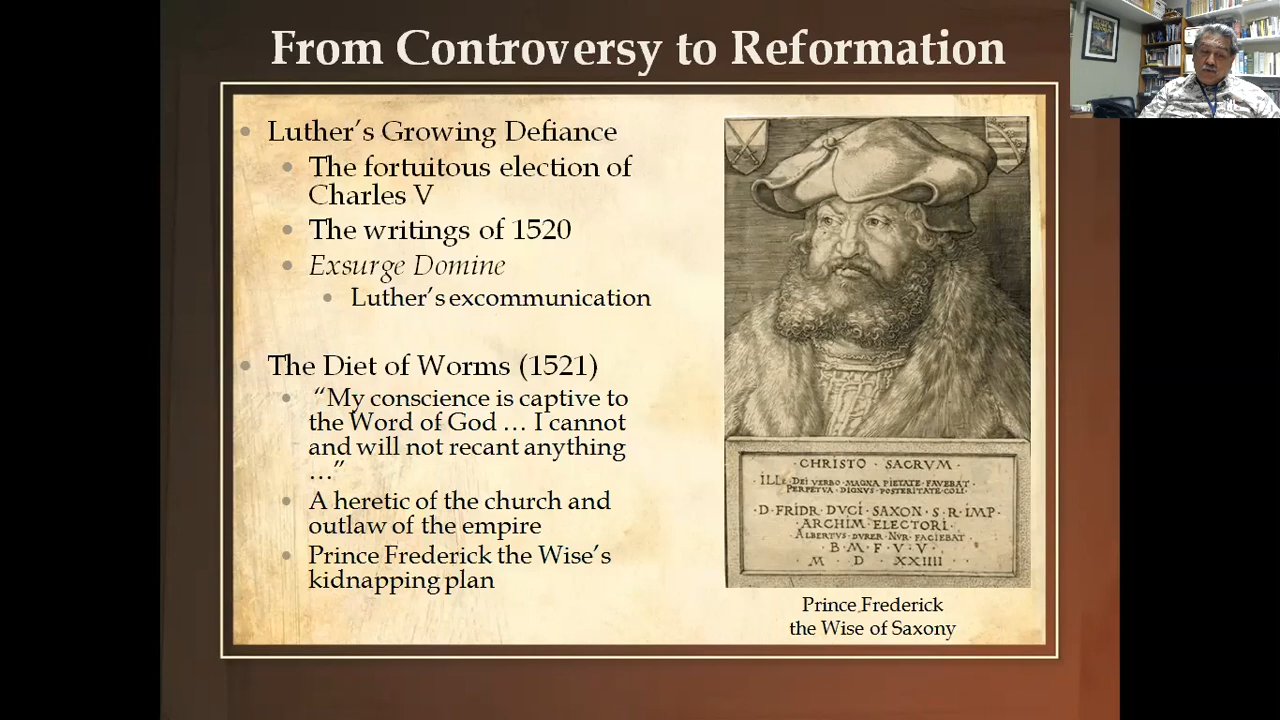 From Controversy to Reformation
Luther's Growing Defiance
The fortuitous election of
Charles V
The writings of 1520
Exsurge Domine
Luther's excommunication
The Diet of Worms (1521)
“My conscience is captive to
the Word of God … I cannot
and will not recant anything
…”
A heretic of the church and
outlaw of the empire
Prince Frederick the Wise's
kidnapping plan
·CHRISTO·SACRVM·
·ILLE·DEI VERBO·MAGNA PIETATE·FAVEBAT·
PERPETVA·DIGNVS·POSTERITATE·COLI·
·D·FRIDR·DVCI·SAXON·S·R·IMP·
·ARCHIM·ELECTORI·
ALBERTVS·DVRER·NVR·FACIEBAT
·B·M·F·V·V·
·M·D·XXIIII·
Prince Frederick
the Wise of Saxony